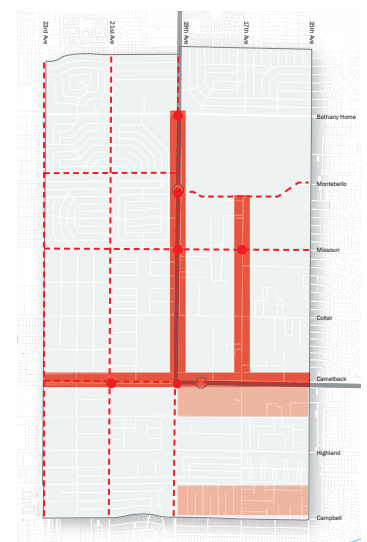 23rd Ave
21st Ave
19th Ave
17th Ave
15th Ave
Bethany Home
Montebello
Missouri
Colter
Camelback
Highland
Campbell